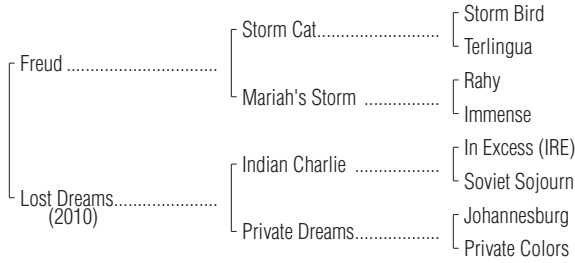 Storm Bird
Storm Cat..........................
Terlingua
Freud ................................
Rahy
Mariah's Storm ................
Immense
In Excess (IRE)
Indian Charlie ..................
Soviet Sojourn
Lost Dreams......................
(2010)
Johannesburg
Private Dreams..................
Private Colors